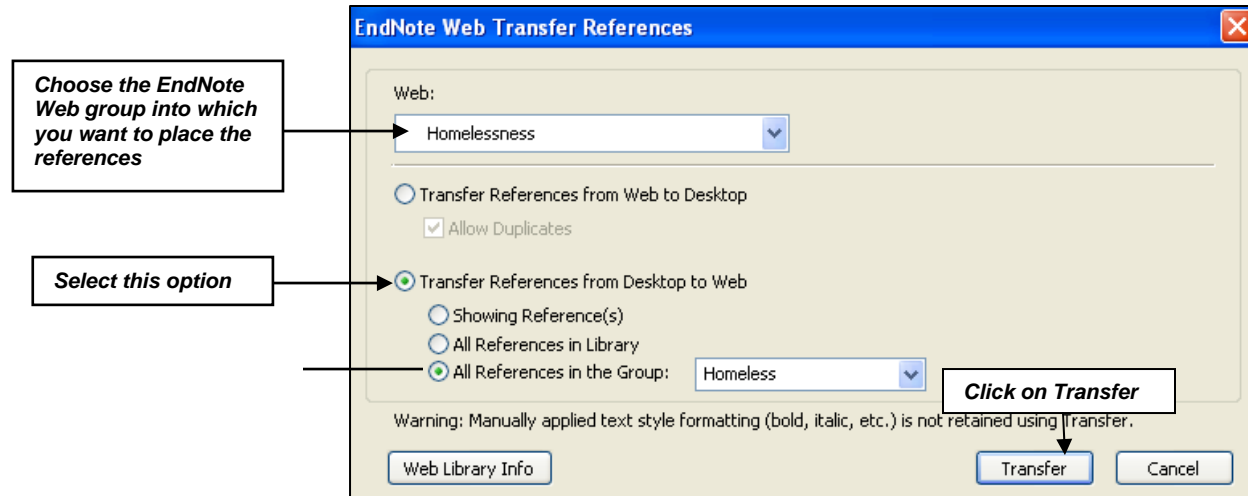 EndNote Web Transfer References
Choose the EndNote
Web group into which
you want to place the
references
Web:
Homelessness
Transfer References from Web to Desktop
Allow Duplicates
Select this option
Transfer References from Desktop to Web
Showing Reference(s)
All References in Library
All References in the Group: Homeless
Click on Transfer
Warning: Manually applied text style formatting (bold, italic, etc.) is not retained using Transfer.
Web Library Info Transfer Cancel